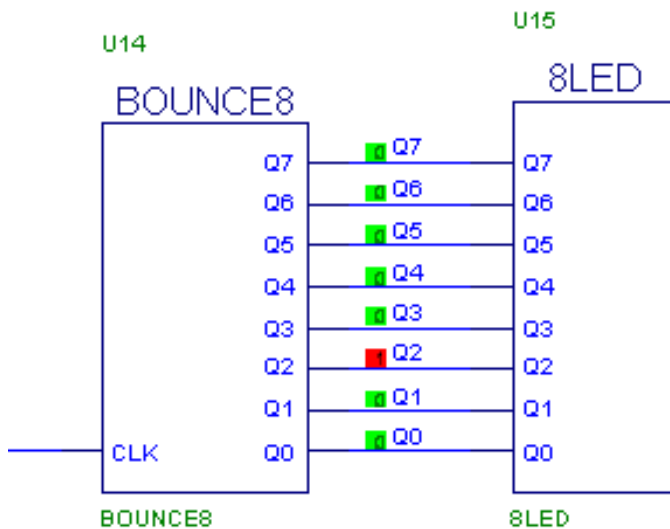 U14
U15
BOUNCE8
8LED
Q7 0 Q7 Q7
Q6 0 Q6 Q6
Q5 0 Q5 Q5
Q4 0 Q4 Q4
Q3 0 Q3 Q3
Q2 1 Q2 Q2
Q1 0 Q1 Q1
CLK Q0 0 Q0 Q0
BOUNCE8
8LED